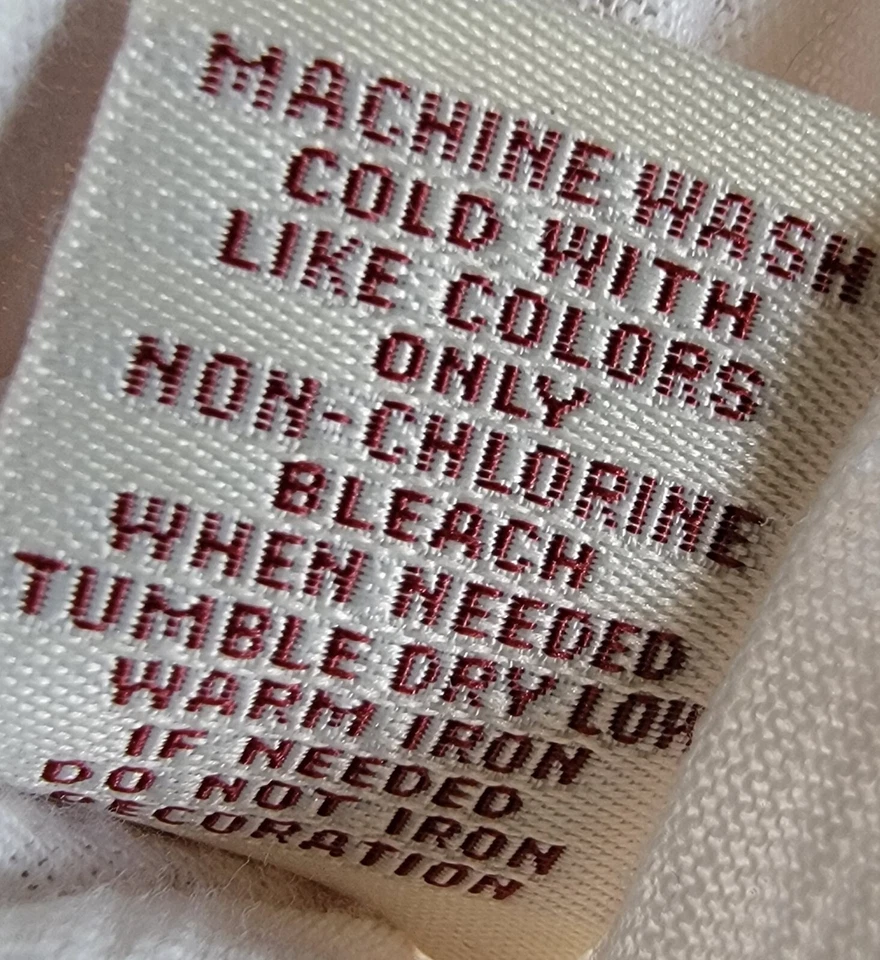 MACHINE WASH
COLD WITH
LIKE COLORS
ONLY
NON-CHLORINE
BLEACH
WHEN NEEDED
TUMBLE DRY LOW
WARM IRON
IF NEEDED
DO NOT IRON
DECORATION